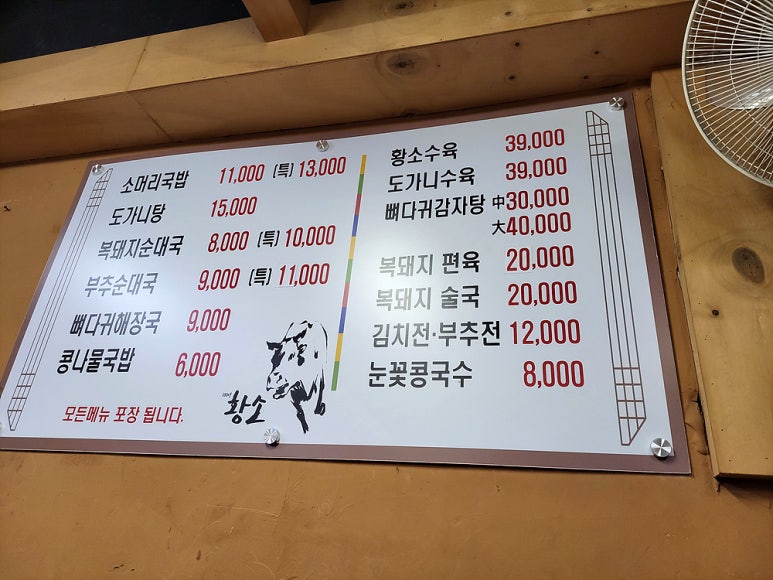 소머리국밥 11,000 (특) 13,000
도가니탕 15,000
복돼지순대국 8,000 (특) 10,000
부추순대국 9,000 (특) 11,000
뼈다귀해장국 9,000
콩나물국밥 6,000
모든메뉴 포장 됩니다.
황소
황소수육 39,000
도가니수육 39,000
뼈다귀감자탕 中30,000
大40,000
복돼지 편육 20,000
복돼지 술국 20,000
김치전·부추전 12,000
눈꽃콩국수 8,000